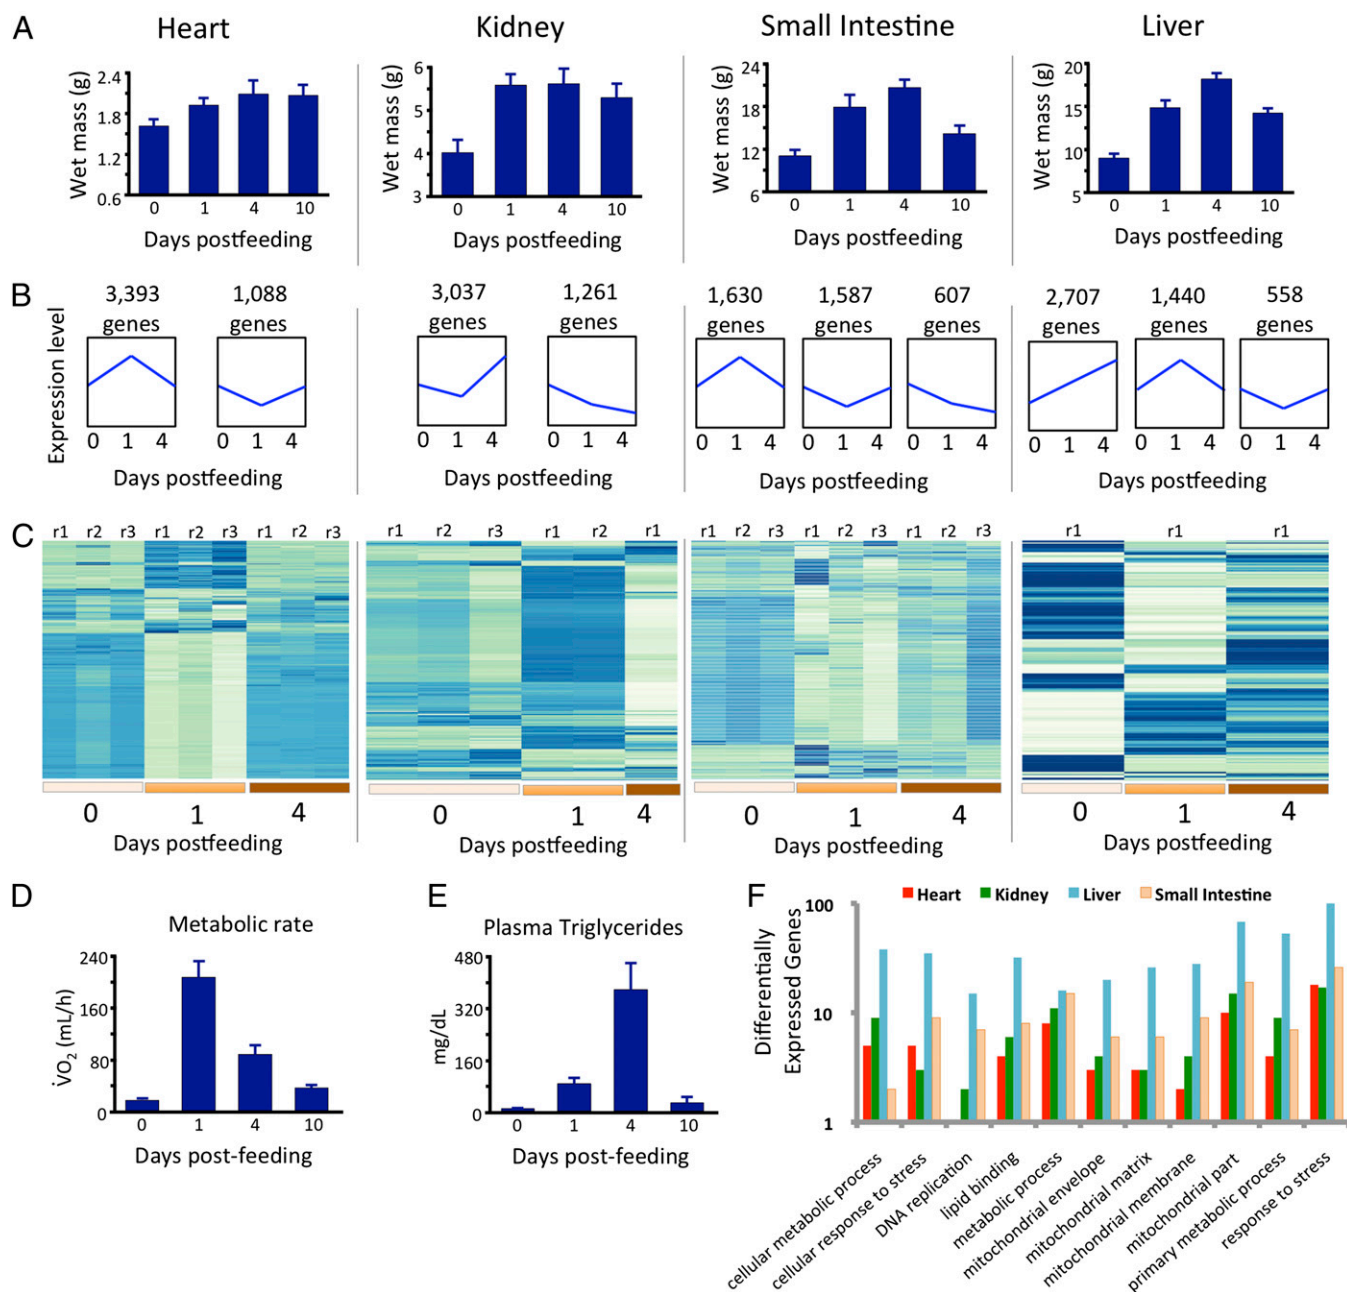 A
Heart
Kidney
Small Intestine
Liver
Wet mass (g)
2.4
1.8
1.2
0.6
0 1 4 10
Days postfeeding
Wet mass (g)
6
5
4
3
0 1 4 10
Days postfeeding
Wet mass (g)
24
18
12
6
0 1 4 10
Days postfeeding
Wet mass (g)
20
15
10
5
0 1 4 10
Days postfeeding
B
Expression level
3,393
genes
0 1 4
1,088
genes
0 1 4
Days postfeeding
3,037
genes
0 1 4
1,261
genes
0 1 4
Days postfeeding
1,630
genes
0 1 4
1,587
genes
0 1 4
607
genes
0 1 4
Days postfeeding
2,707
genes
0 1 4
1,440
genes
0 1 4
558
genes
0 1 4
Days postfeeding
C
r1 r2 r3 r1 r2 r3 r1 r2 r3
0 1 4
Days postfeeding
r1 r2 r3 r1 r2 r1
0 1 4
Days postfeeding
r1 r2 r3 r1 r2 r3 r1 r2 r3
0 1 4
Days postfeeding
r1 r1 r1
0 1 4
Days postfeeding
D
Metabolic rate
V̇O₂ (mL/h)
240
160
80
0
0 1 4 10
Days post-feeding
E
Plasma Triglycerides
mg/dL
480
320
160
0
0 1 4 10
Days post-feeding
F
Heart Kidney Liver Small Intestine
Differentially
Expressed Genes
100
10
1
cellular metabolic process
cellular response to stress
DNA replication
lipid binding
metabolic process
mitochondrial envelope
mitochondrial matrix
mitochondrial membrane
mitochondrial part
primary metabolic process
response to stress